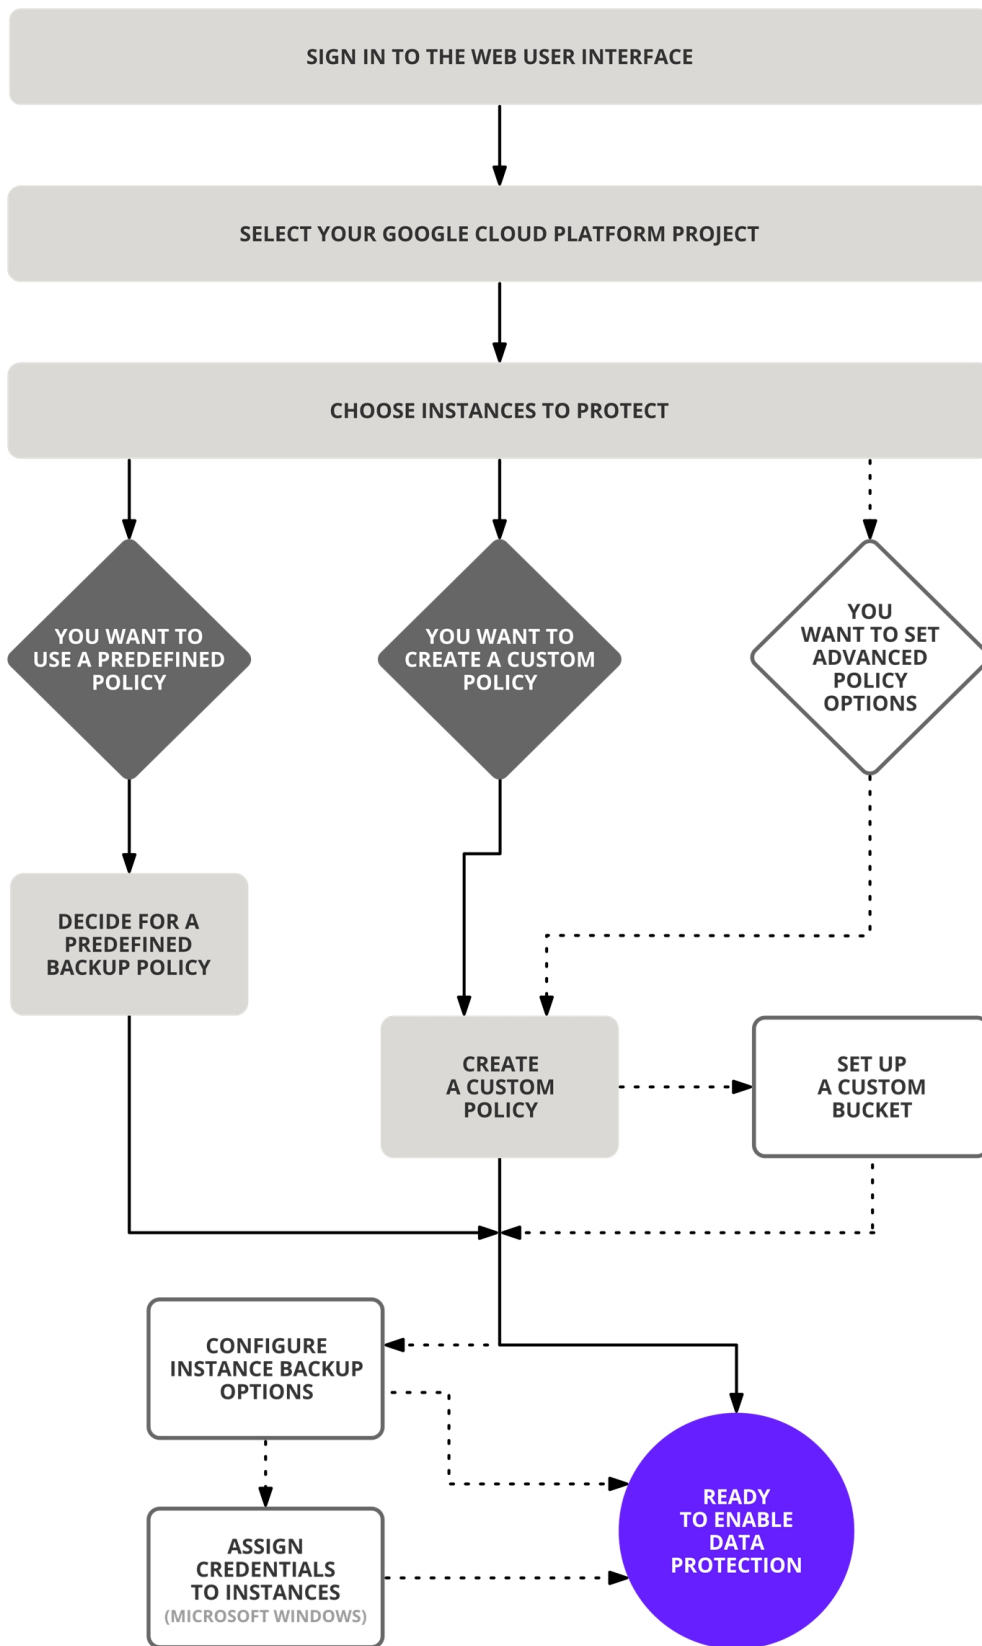 SIGN IN TO THE WEB USER INTERFACE
SELECT YOUR GOOGLE CLOUD PLATFORM PROJECT
CHOOSE INSTANCES TO PROTECT
YOU WANT TO
USE A PREDEFINED
POLICY
YOU WANT TO
CREATE A CUSTOM
POLICY
YOU
WANT TO SET
ADVANCED
POLICY
OPTIONS
DECIDE FOR A
PREDEFINED
BACKUP POLICY
CREATE
A CUSTOM
POLICY
SET UP
A CUSTOM
BUCKET
CONFIGURE
INSTANCE BACKUP
OPTIONS
READY
TO ENABLE
DATA
PROTECTION
ASSIGN
CREDENTIALS
TO INSTANCES
(MICROSOFT WINDOWS)